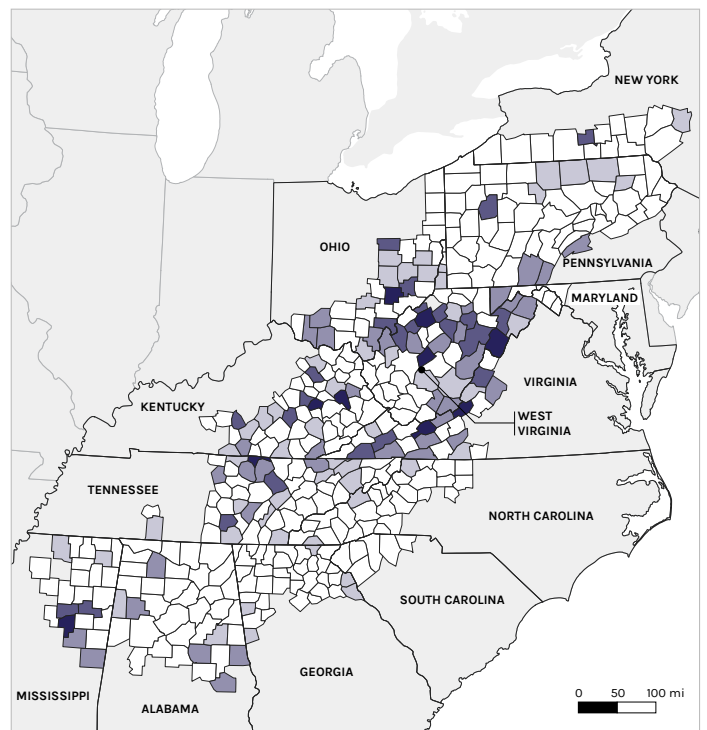 NEW YORK
OHIO
PENNSYLVANIA
MARYLAND
VIRGINIA
KENTUCKY
WEST
VIRGINIA
TENNESSEE
NORTH CAROLINA
SOUTH CAROLINA
GEORGIA
MISSISSIPPI
ALABAMA
0 50 100 mi